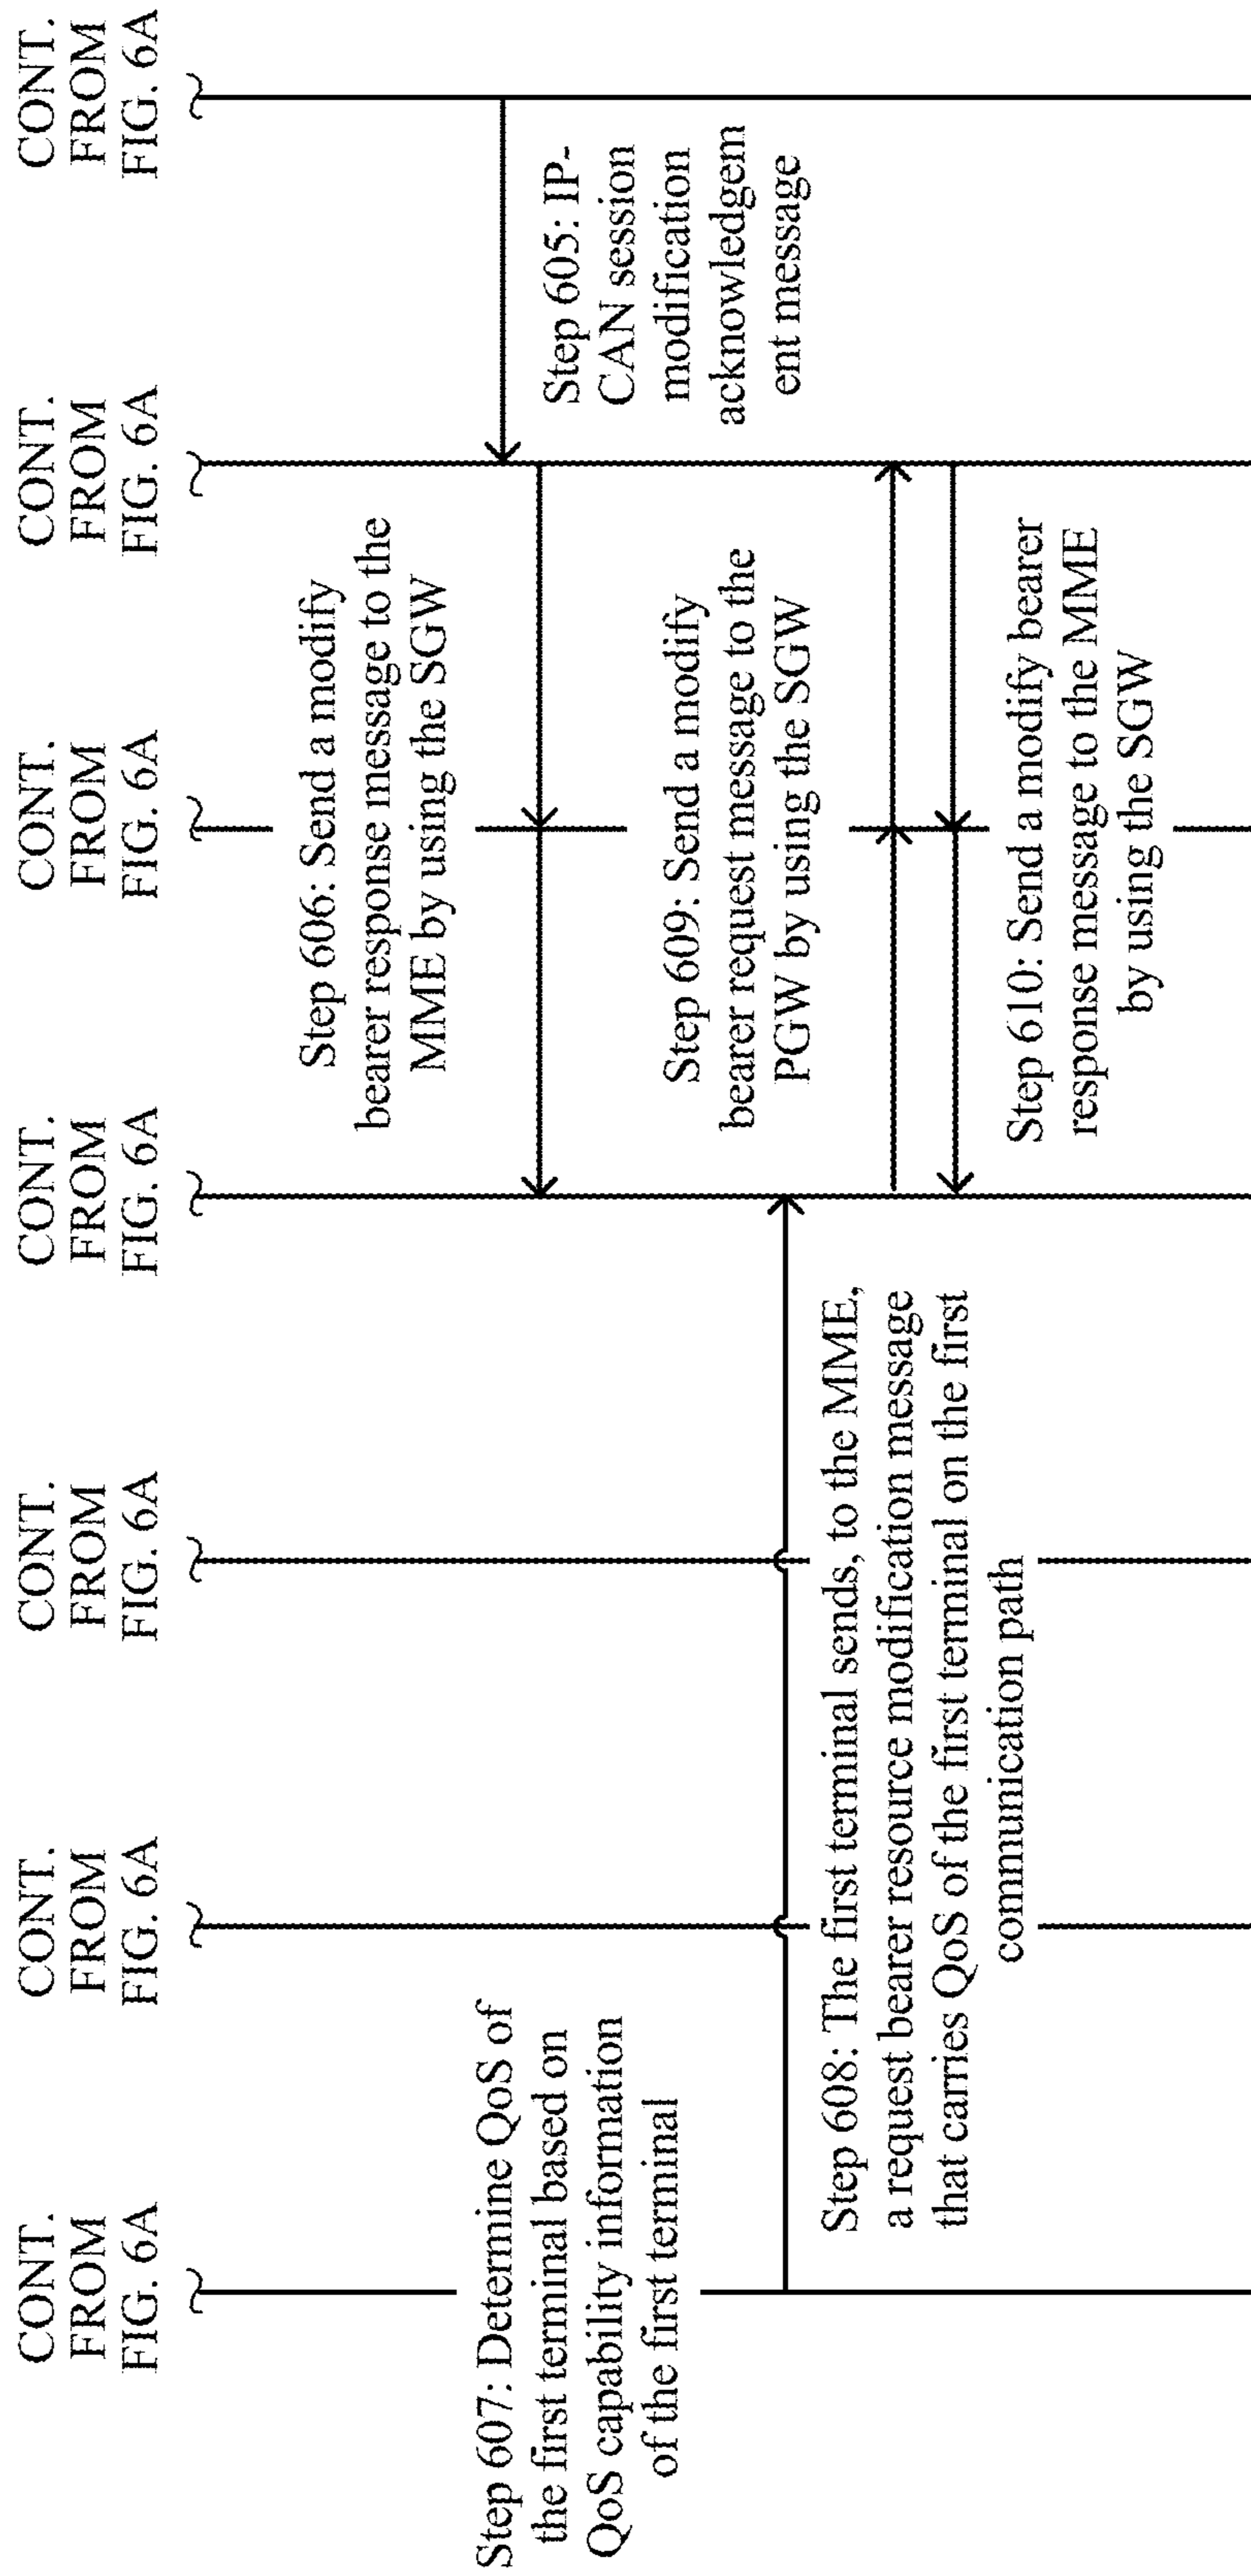 CONT.
FROM
FIG. 6A
CONT.
FROM
FIG. 6A
CONT.
FROM
FIG. 6A
CONT.
FROM
FIG. 6A
CONT.
FROM
FIG. 6A
CONT.
FROM
FIG. 6A
CONT.
FROM
FIG. 6A
Step 605: IP-
CAN session
modification
acknowledgem
ent message
Step 606: Send a modify
bearer response message to the
MME by using the SGW
Step 607: Determine QoS of
the first terminal based on
QoS capability information
of the first terminal
Step 608: The first terminal sends, to the MME,
a request bearer resource modification message
that carries QoS of the first terminal on the first
communication path
Step 609: Send a modify
bearer request message to the
PGW by using the SGW
Step 610: Send a modify bearer
response message to the MME
by using the SGW